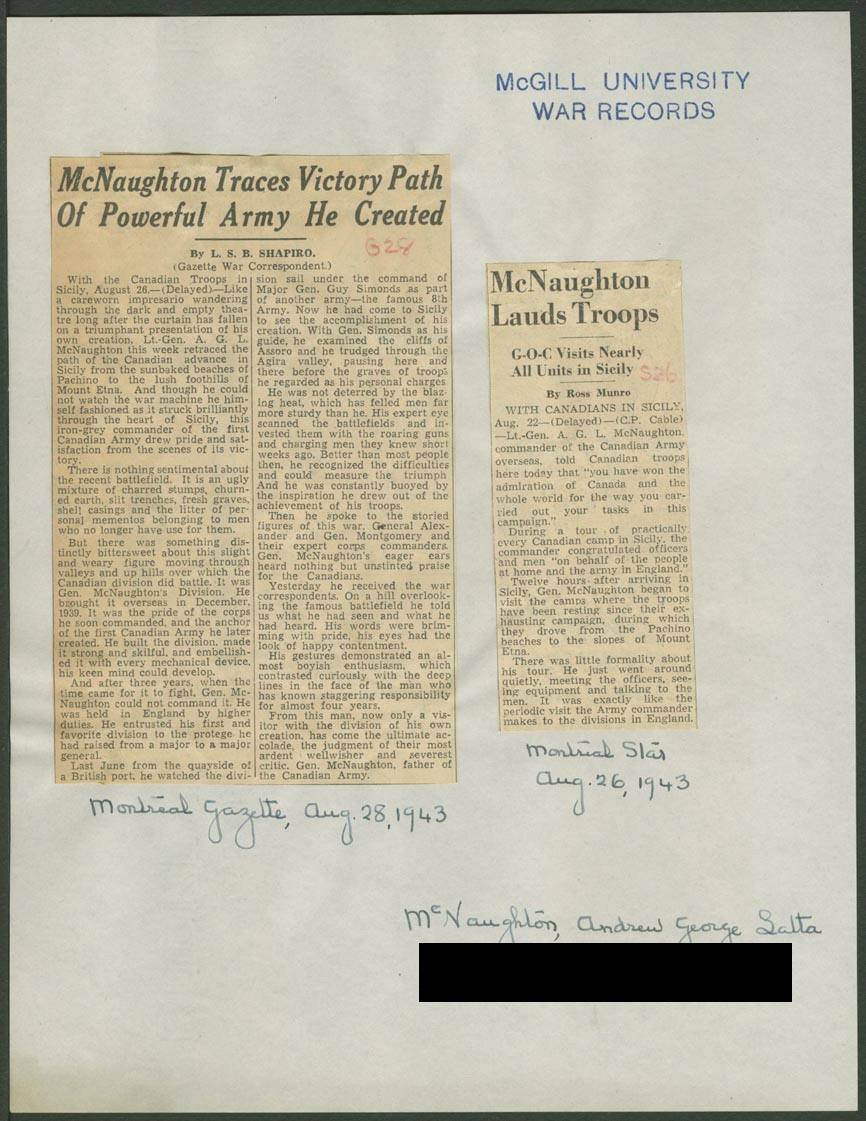 McGILL UNIVERSITY
WAR RECORDS
McNaughton Traces Victory Path
Of Powerful Army He Created
By L. S. B. SHAPIRO.
G28
(Gazette War Correspondent.)
With the Canadian Troops in
Sicily, August 26.—(Delayed)—Like
a careworn impresario wandering
through the dark and empty thea-
tre long after the curtain has fallen
on a triumphant presentation of his
own creation, Lt.-Gen. A. G. L.
McNaughton this week retraced the
path of the Canadian advance in
Sicily from the sunbaked beaches of
Pachino to the lush foothills of
Mount Etna. And though he could
not watch the war machine he him-
self fashioned as it struck brilliantly
through the heart of Sicily, this
iron-grey commander of the first
Canadian Army drew pride and sat-
isfaction from the scenes of its vic-
tory.
There is nothing sentimental about
the recent battlefield. It is an ugly
mixture of charred stumps, churn-
ed earth, slit trenches, fresh graves,
shell casings and the litter of per-
sonal mementos belonging to men
who no longer have use for them.
But there was something dis-
tinctly bittersweet about this slight
and weary figure moving through
valleys and up hills over which the
Canadian division did battle. It was
Gen. McNaughton's Division. He
brought it overseas in December,
1939. It was the pride of the corps
he soon commanded, and the anchor
of the first Canadian Army he later
created. He built the division, made
it strong and skilful, and embellish-
ed it with every mechanical device,
his keen mind could develop.
And after three years, when the
time came for it to fight, Gen. Mc-
Naughton could not command it. He
was held in England by higher
duties. He entrusted his first and
favorite division to the protege he
had raised from a major to a major
general.
Last June from the quayside of
a British port, he watched the divi-
sion sail under the command of
Major Gen. Guy Simonds as part
of another army—the famous 8th
Army. Now he had come to Sicily
to see the accomplishment of his
creation. With Gen. Simonds as his
guide, he examined the cliffs of
Assoro and he trudged through the
Agira valley, pausing here and
there before the graves of troops
he regarded as his personal charges
He was not deterred by the blaz-
ing heat, which has felled men far
more sturdy than he. His expert eye
scanned the battlefields and in-
vested them with the roaring guns
and charging men they knew short
weeks ago. Better than most people
then, he recognized the difficulties
and could measure the triumph
And he was constantly buoyed by
the inspiration he drew out of the
achievement of his troops.
Then he spoke to the storied
figures of this war. General Alex-
ander and Gen. Montgomery and
their expert corps commanders.
Gen. McNaughton's eager ears
heard nothing but unstinted praise
for the Canadians.
Yesterday he received the war
correspondents. On a hill overlook-
ing the famous battlefield he told
us what he had seen and what he
had heard. His words were brim-
ming with pride, his eyes had the
look of happy contentment.
His gestures demonstrated an al-
most boyish enthusiasm, which
contrasted curiously with the deep
lines in the face of the man who
has known staggering responsibility
for almost four years.
From this man, now only a vis-
itor with the division of his own
creation, has come the ultimate ac-
colade, the judgment of their most
ardent wellwisher and severest
critic, Gen. McNaughton, father of
the Canadian Army.
Montreal Gazette, Aug. 28, 1943
McNaughton
Lauds Troops
G-O-C Visits Nearly
All Units in Sicily
S26
By Ross Munro
WITH CANADIANS IN SICILY,
Aug. 22—(Delayed)—(C.P. Cable)
—Lt.-Gen. A. G. L. McNaughton,
commander of the Canadian Army
overseas, told Canadian troops
here today that "you have won the
admiration of Canada and the
whole world for the way you car-
ried out your tasks in this
campaign."
During a tour of practically
every Canadian camp in Sicily, the
commander congratulated officers
and men "on behalf of the people
at home and the army in England."
Twelve hours after arriving in
Sicily, Gen. McNaughton began to
visit the camps where the troops
have been resting since their ex-
hausting campaign, during which
they drove from the Pachino
beaches to the slopes of Mount
Etna.
There was little formality about
his tour. He just went around
quietly, meeting the officers, see-
ing equipment and talking to the
men. It was exactly like the
periodic visit the Army commander
makes to the divisions in England.
Montreal Star
Aug. 26, 1943
McNaughton, Andrew George Latta